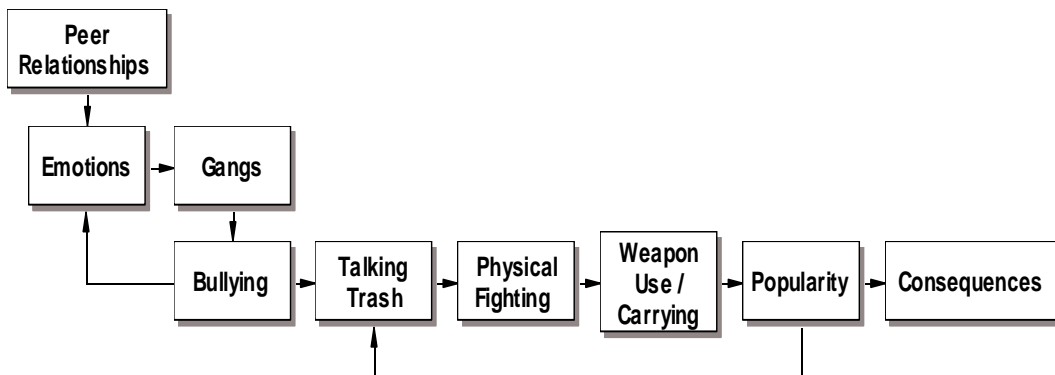 Peer
Relationships
Emotions
Gangs
Bullying
Talking
Trash
Physical
Fighting
Weapon
Use /
Carrying
Popularity
Consequences